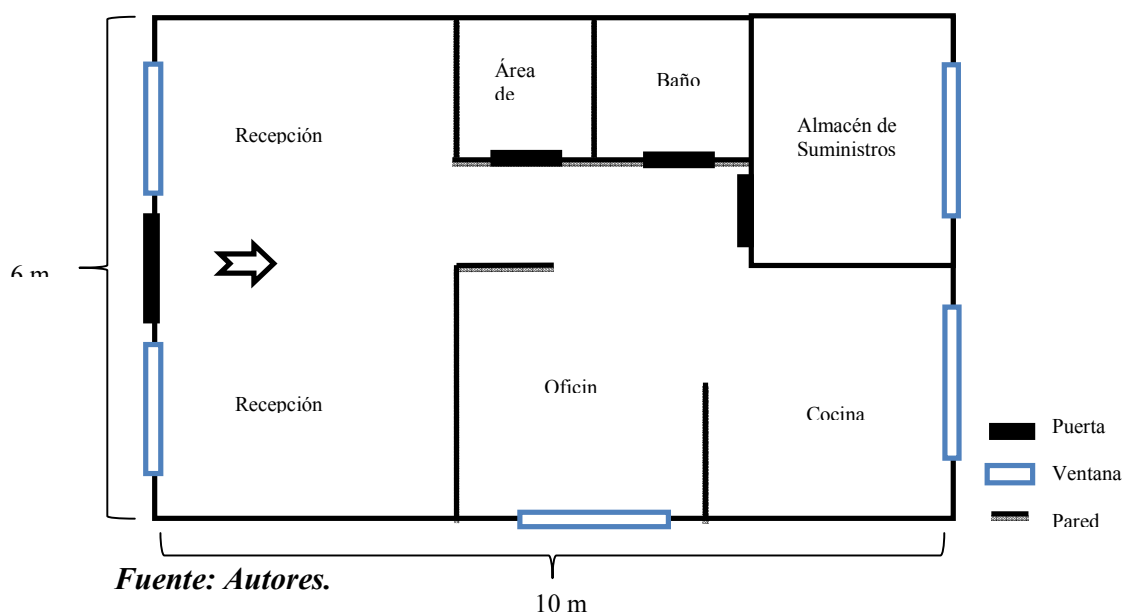 Área
de
Baño
Recepción
Almacén de
Suministros
6 m
Recepción
Oficin
Cocina
Puerta
Ventana
Pared
Fuente: Autores.
10 m